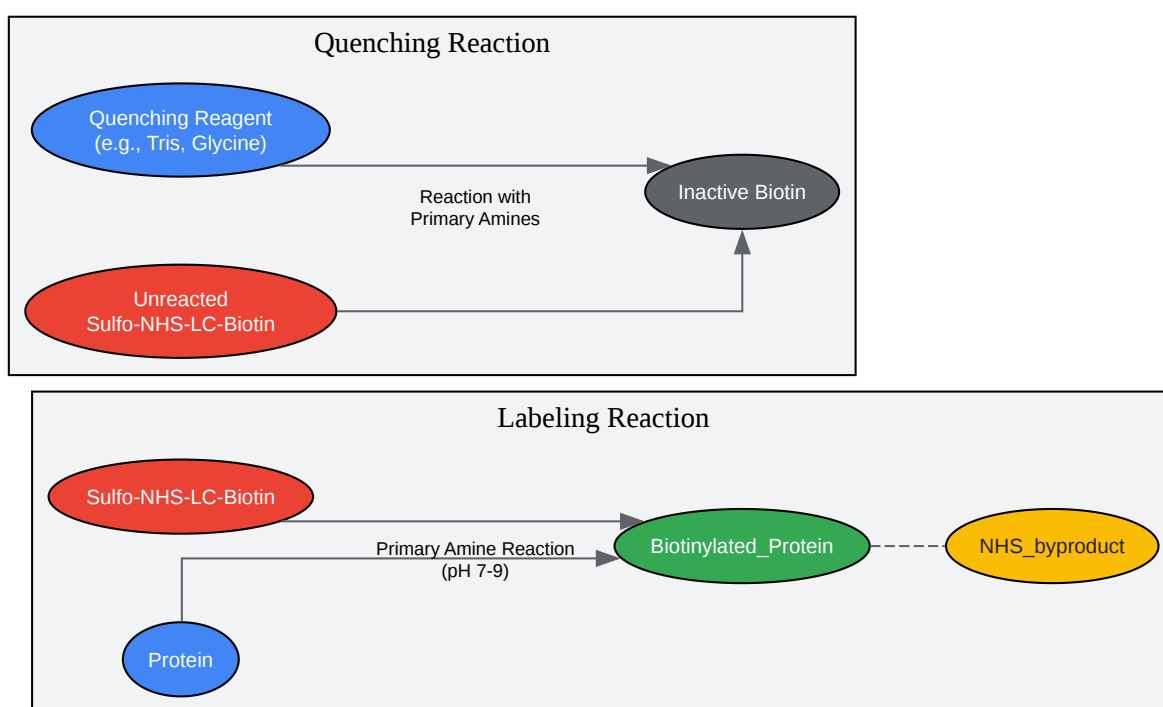 Quenching Reaction
Quenching Reagent
(e.g., Tris, Glycine)
Reaction with
Primary Amines
Inactive Biotin
Unreacted
Sulfo-NHS-LC-Biotin
Labeling Reaction
Sulfo-NHS-LC-Biotin
Primary Amine Reaction
(pH 7-9)
Biotinylated_Protein
NHS_byproduct
Protein